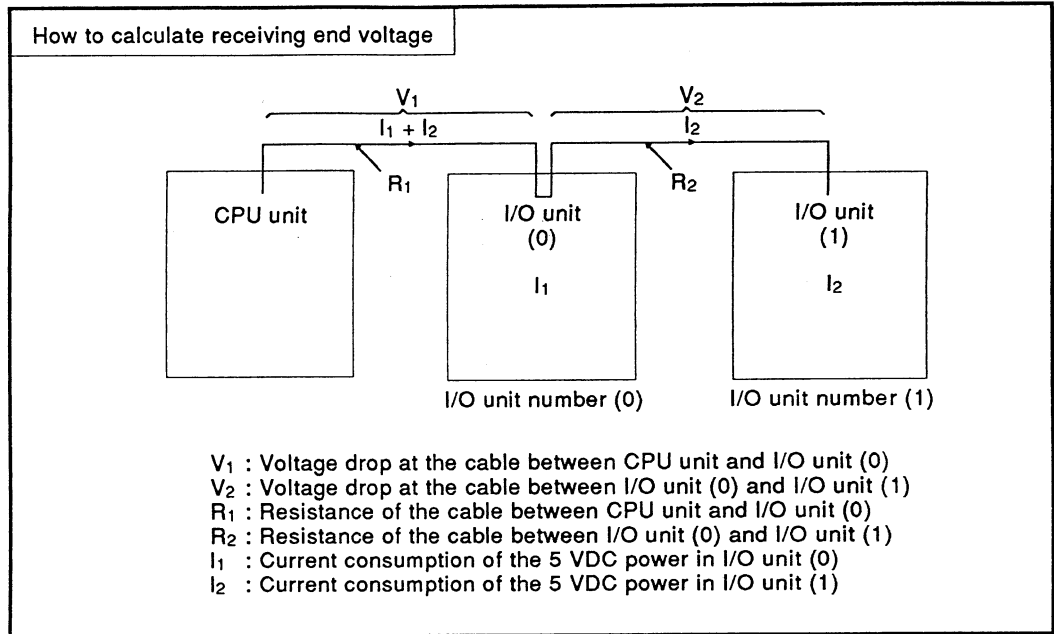 How to calculate receiving end voltage
V1
V2
I1 + I2
I2
R1
R2
CPU unit
I/O unit
(0)
I1
I/O unit
(1)
I2
I/O unit number (0)
I/O unit number (1)
V1 : Voltage drop at the cable between CPU unit and I/O unit (0)
V2 : Voltage drop at the cable between I/O unit (0) and I/O unit (1)
R1 : Resistance of the cable between CPU unit and I/O unit (0)
R2 : Resistance of the cable between I/O unit (0) and I/O unit (1)
I1 : Current consumption of the 5 VDC power in I/O unit (0)
I2 : Current consumption of the 5 VDC power in I/O unit (1)